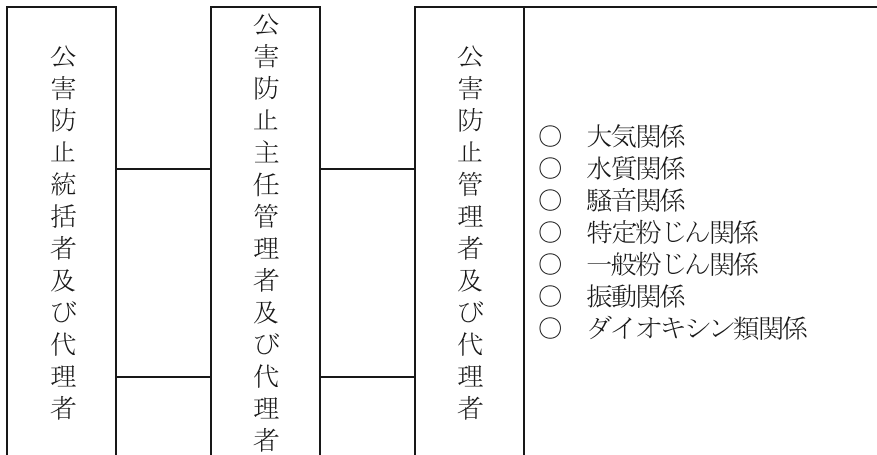 公害防止統括者及び代理者
公害防止主任管理者及び代理者
公害防止管理者及び代理者
○ 大気関係
○ 水質関係
○ 騒音関係
○ 特定粉じん関係
○ 一般粉じん関係
○ 振動関係
○ ダイオキシン類関係